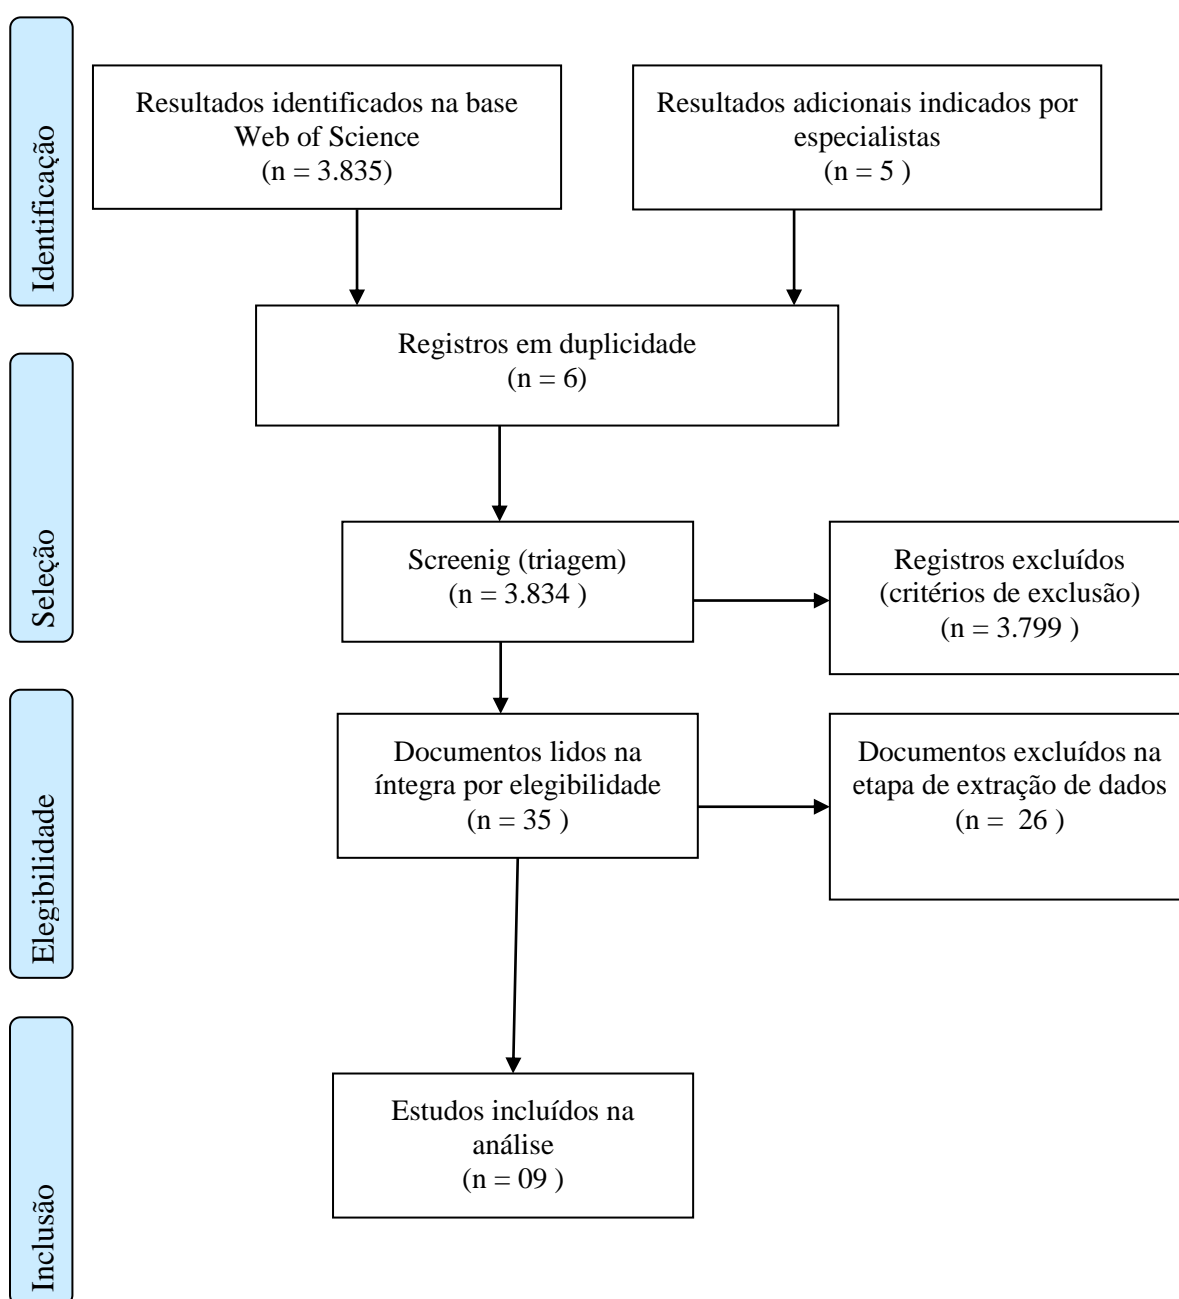 Identificação
Resultados identificados na base
Web of Science
(n = 3.835)
Resultados adicionais indicados por
especialistas
(n = 5 )
Registros em duplicidade
(n = 6)
Seleção
Screenig (triagem)
(n = 3.834 )
Registros excluídos
(critérios de exclusão)
(n = 3.799 )
Elegibilidade
Documentos lidos na
íntegra por elegibilidade
(n = 35 )
Documentos excluídos na
etapa de extração de dados
(n = 26 )
Inclusão
Estudos incluídos na
análise
(n = 09 )